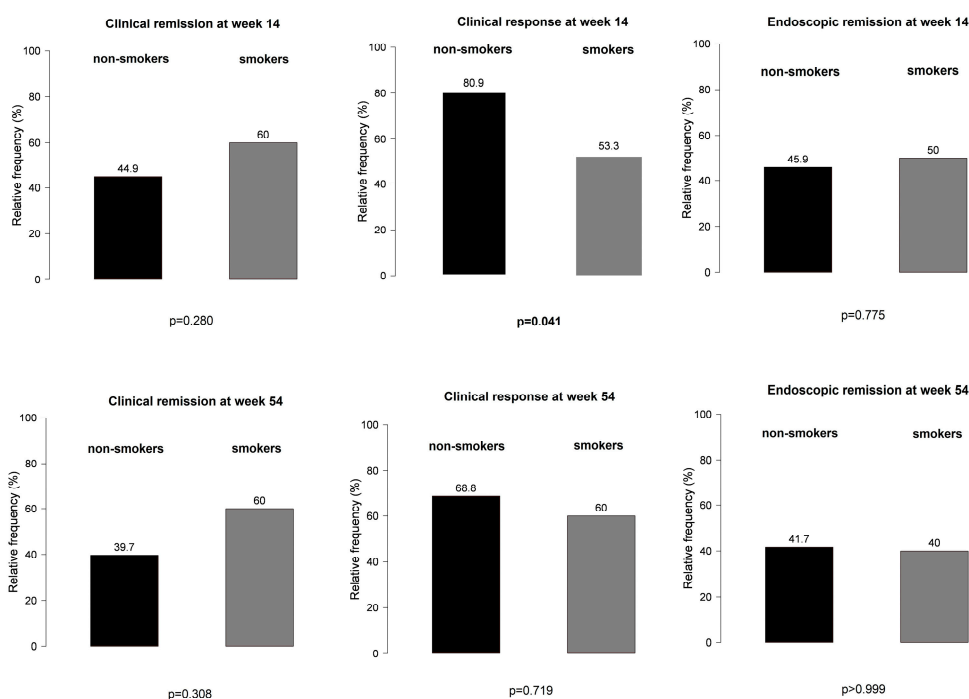 Clinical remission at week 14
100
80
60
40
20
0
Relative frequency (%)
non-smokers smokers
44.9
60
p=0.280
Clinical response at week 14
100
80
60
40
20
0
Relative frequency (%)
non-smokers smokers
80.9
53.3
p=0.041
Endoscopic remission at week 14
100
80
60
40
20
0
Relative frequency (%)
non-smokers smokers
45.9
50
p=0.775
Clinical remission at week 54
100
80
60
40
20
0
Relative frequency (%)
non-smokers smokers
39.7
60
p=0.308
Clinical response at week 54
100
80
60
40
20
0
Relative frequency (%)
non-smokers smokers
68.8
60
p=0.719
Endoscopic remission at week 54
100
80
60
40
20
0
Relative frequency (%)
non-smokers smokers
41.7
40
p>0.999